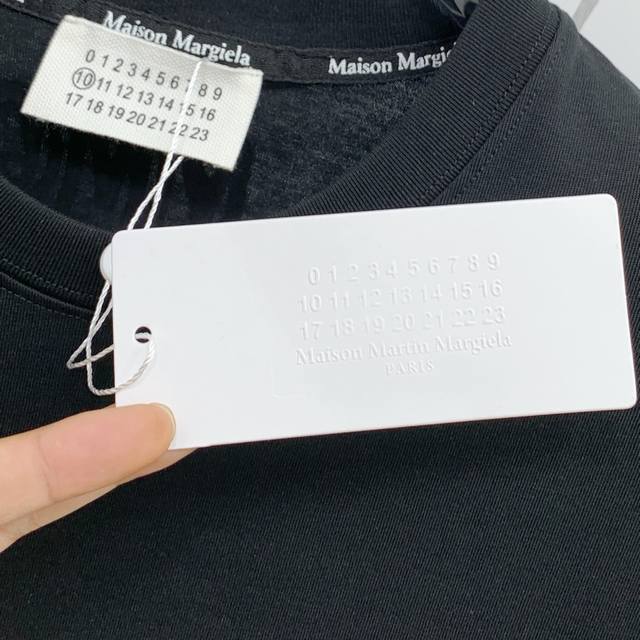 Maison Margiela
0 1 2 3 4 5 6 7 8 9
10 11 12 13 14 15 16
17 18 19 20 21 22 23
Maison Margi
0 1 2 3 4 5 6 7 8 9
10 11 12 13 14 15 16
17 18 19 20 21 22 23
Maison Martin Margiela
PARIS